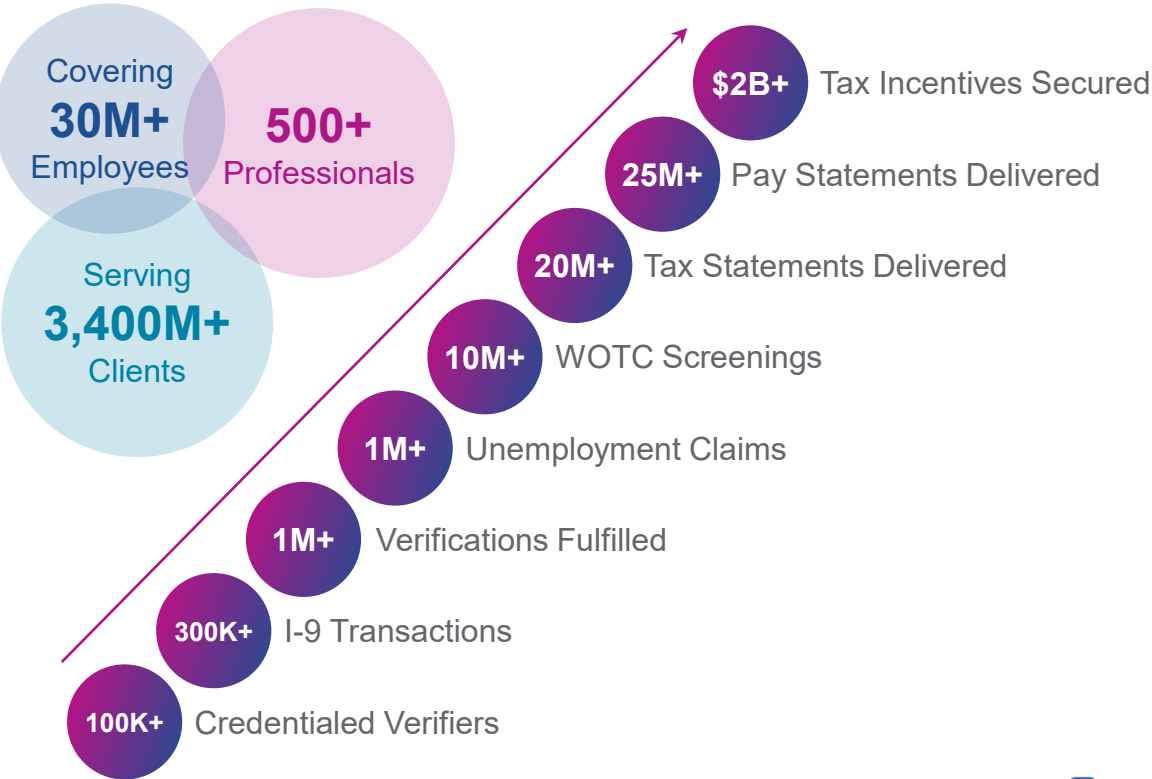 Covering
30M+
Employees
500+
Professionals
Serving
3,400M+
Clients
$2B+ Tax Incentives Secured
25M+ Pay Statements Delivered
20M+ Tax Statements Delivered
10M+ WOTC Screenings
1M+ Unemployment Claims
1M+ Verifications Fulfilled
300K+ I-9 Transactions
100K+ Credentialed Verifiers